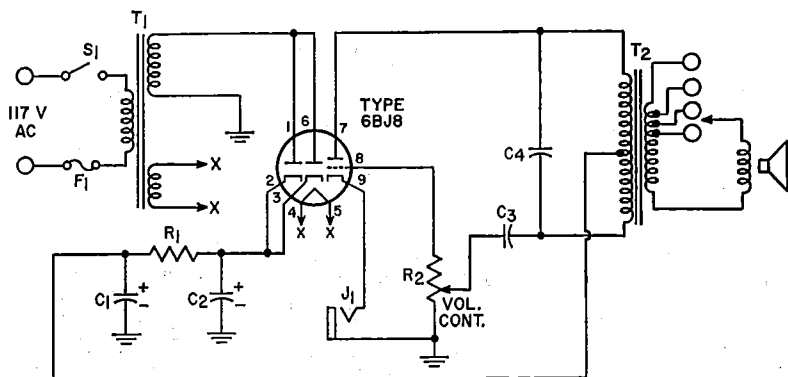 T1
S1
117 V
AC
F1
X
X
TYPE
6BJ8
1
6
7
2
3
8
9
4
5
X
X
R1
C1
+
-
C2
+
-
J1
R2
VOL.
CONT.
C3
C4
T2